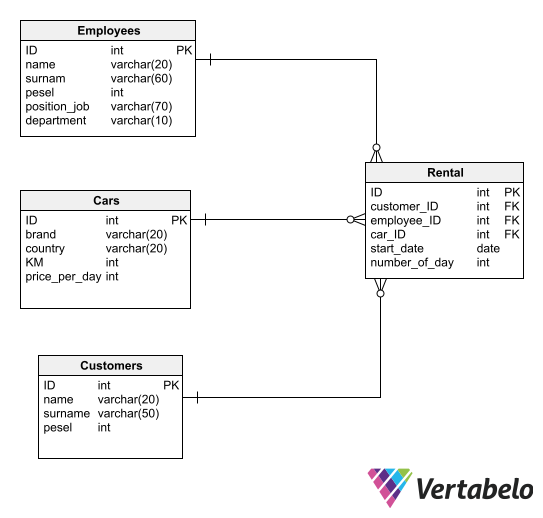 Employees
ID int PK
name varchar(20)
surnam varchar(60)
pesel int
position_job varchar(70)
department varchar(10)
Rental
ID int PK
customer_ID int FK
employee_ID int FK
car_ID int FK
start_date date
number_of_day int
Cars
ID int PK
brand varchar(20)
country varchar(20)
KM int
price_per_day int
Customers
ID int PK
name varchar(20)
surname varchar(50)
pesel int
Vertabelo